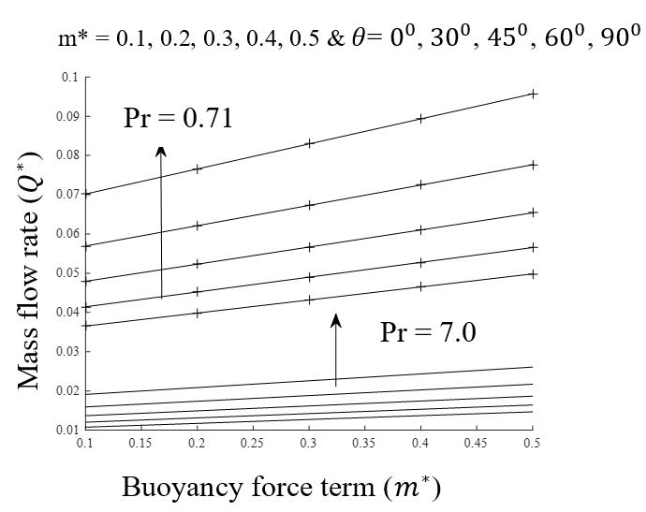 m* = 0.1, 0.2, 0.3, 0.4, 0.5 & θ= 0⁰, 30⁰, 45⁰, 60⁰, 90⁰
0.1
0.09
Pr = 0.71
0.08
0.07
0.06
0.05
0.04
Pr = 7.0
0.03
0.02
0.01
Mass flow rate (Q*)
0.1 0.15 0.2 0.25 0.3 0.35 0.4 0.45 0.5
Buoyancy force term (m*)